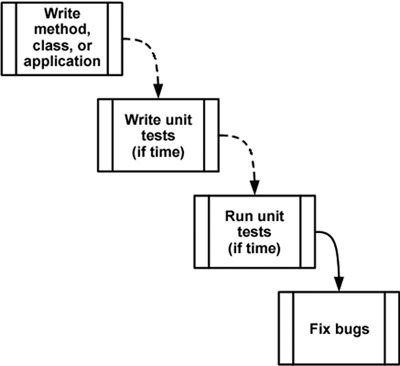 Write
method,
class, or
application
Write unit
tests
(if time)
Run unit
tests
(if time)
Fix bugs